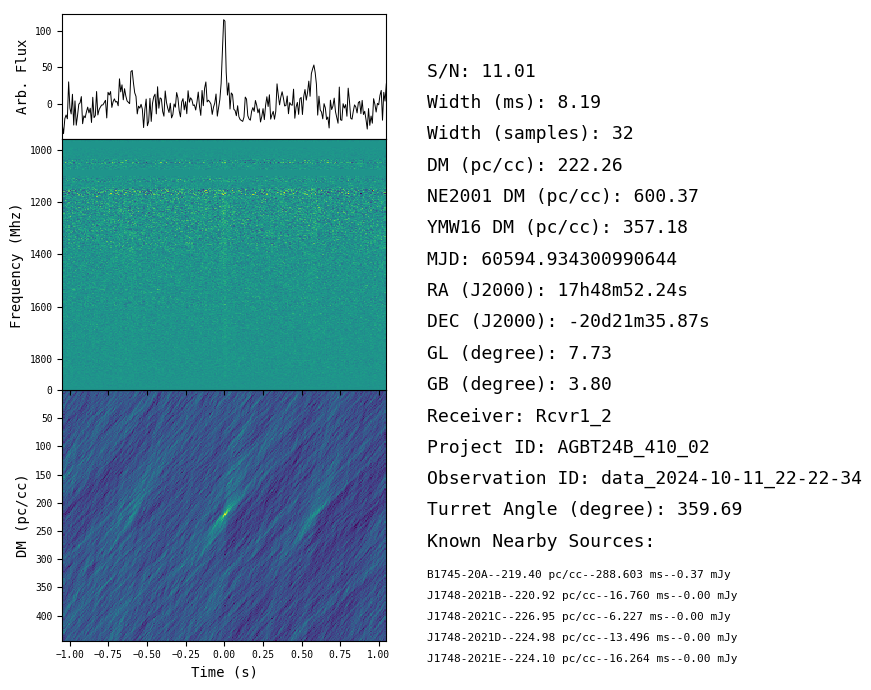 100
50
0
Arb. Flux
1000
1200
1400
1600
1800
Frequency (Mhz)
0
50
100
150
200
250
300
350
400
DM (pc/cc)
−1.00 −0.75 −0.50 −0.25 0.00 0.25 0.50 0.75 1.00
Time (s)
S/N: 11.01
Width (ms): 8.19
Width (samples): 32
DM (pc/cc): 222.26
NE2001 DM (pc/cc): 600.37
YMW16 DM (pc/cc): 357.18
MJD: 60594.934300990644
RA (J2000): 17h48m52.24s
DEC (J2000): -20d21m35.87s
GL (degree): 7.73
GB (degree): 3.80
Receiver: Rcvr1_2
Project ID: AGBT24B_410_02
Observation ID: data_2024-10-11_22-22-34
Turret Angle (degree): 359.69
Known Nearby Sources:
B1745-20A--219.40 pc/cc--288.603 ms--0.37 mJy
J1748-2021B--220.92 pc/cc--16.760 ms--0.00 mJy
J1748-2021C--226.95 pc/cc--6.227 ms--0.00 mJy
J1748-2021D--224.98 pc/cc--13.496 ms--0.00 mJy
J1748-2021E--224.10 pc/cc--16.264 ms--0.00 mJy